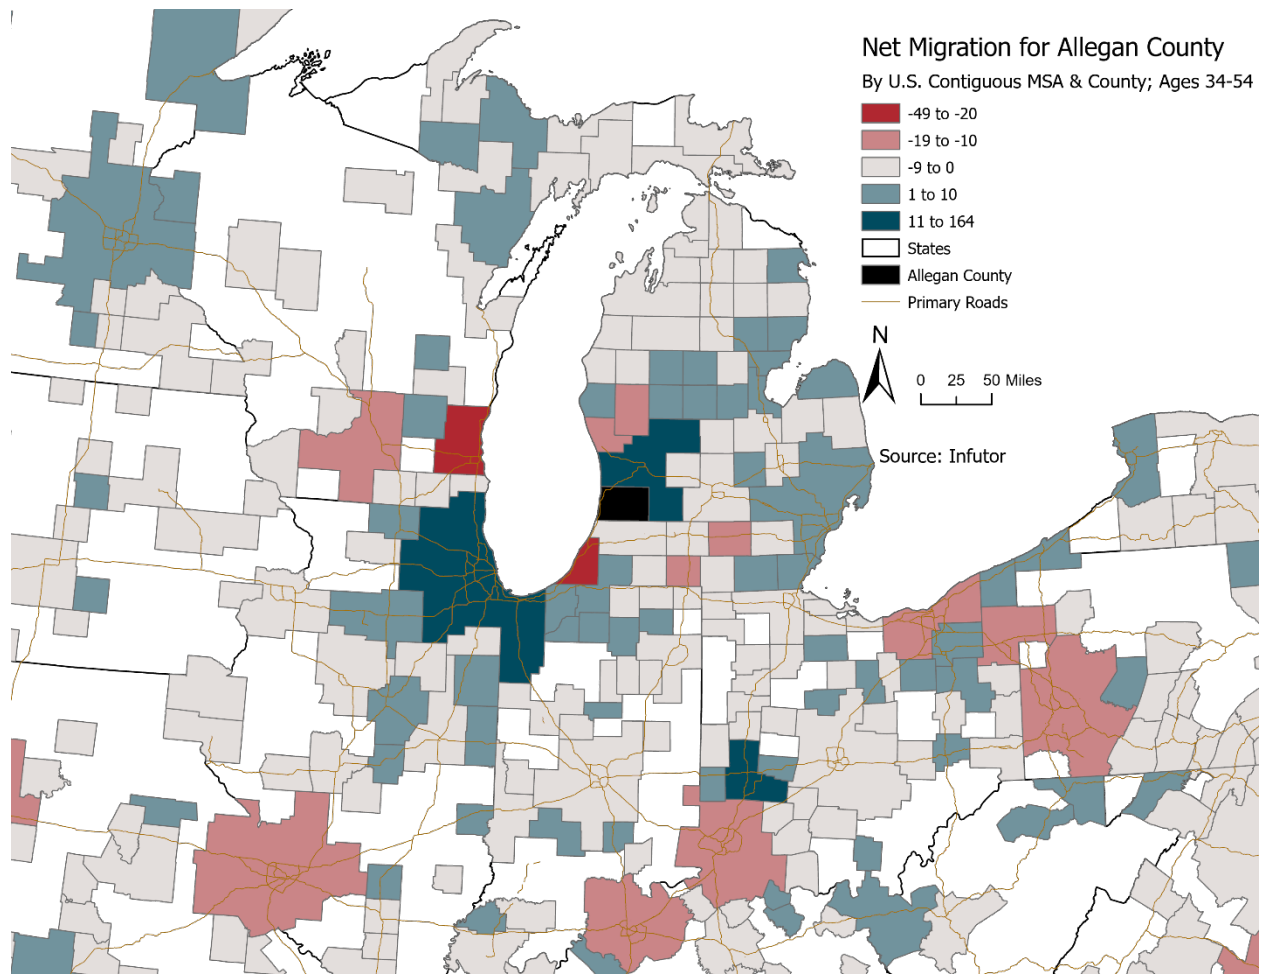 Net Migration for Allegan County
By U.S. Contiguous MSA & County; Ages 34-54
-49 to -20
-19 to -10
-9 to 0
1 to 10
11 to 164
States
Allegan County
Primary Roads
N
0 25 50 Miles
Source: Infutor